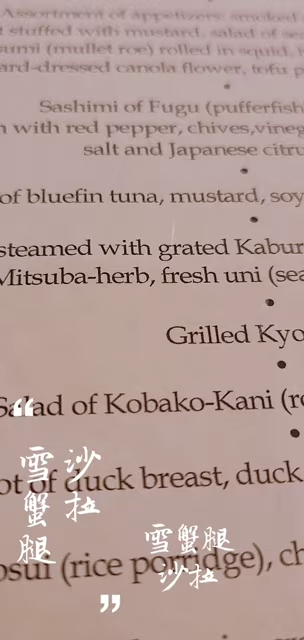 Assortment of appetizers: smoked
stuffed with mustard, salad of
sumi (mullet roe) rolled in squid,
ard-dressed canola flower, tofu p
Sashimi of Fugu (pufferfish
n with red pepper, chives,vineg
salt and Japanese citru
of bluefin tuna, mustard, soy
steamed with grated Kabur
Mitsuba-herb, fresh uni (sea
Grilled Kyo
Salad of Kobako-Kani (ro
ot of duck breast, duck
osui (rice porridge), ch
“
雪蟹腿
沙拉
雪蟹腿
沙拉
”